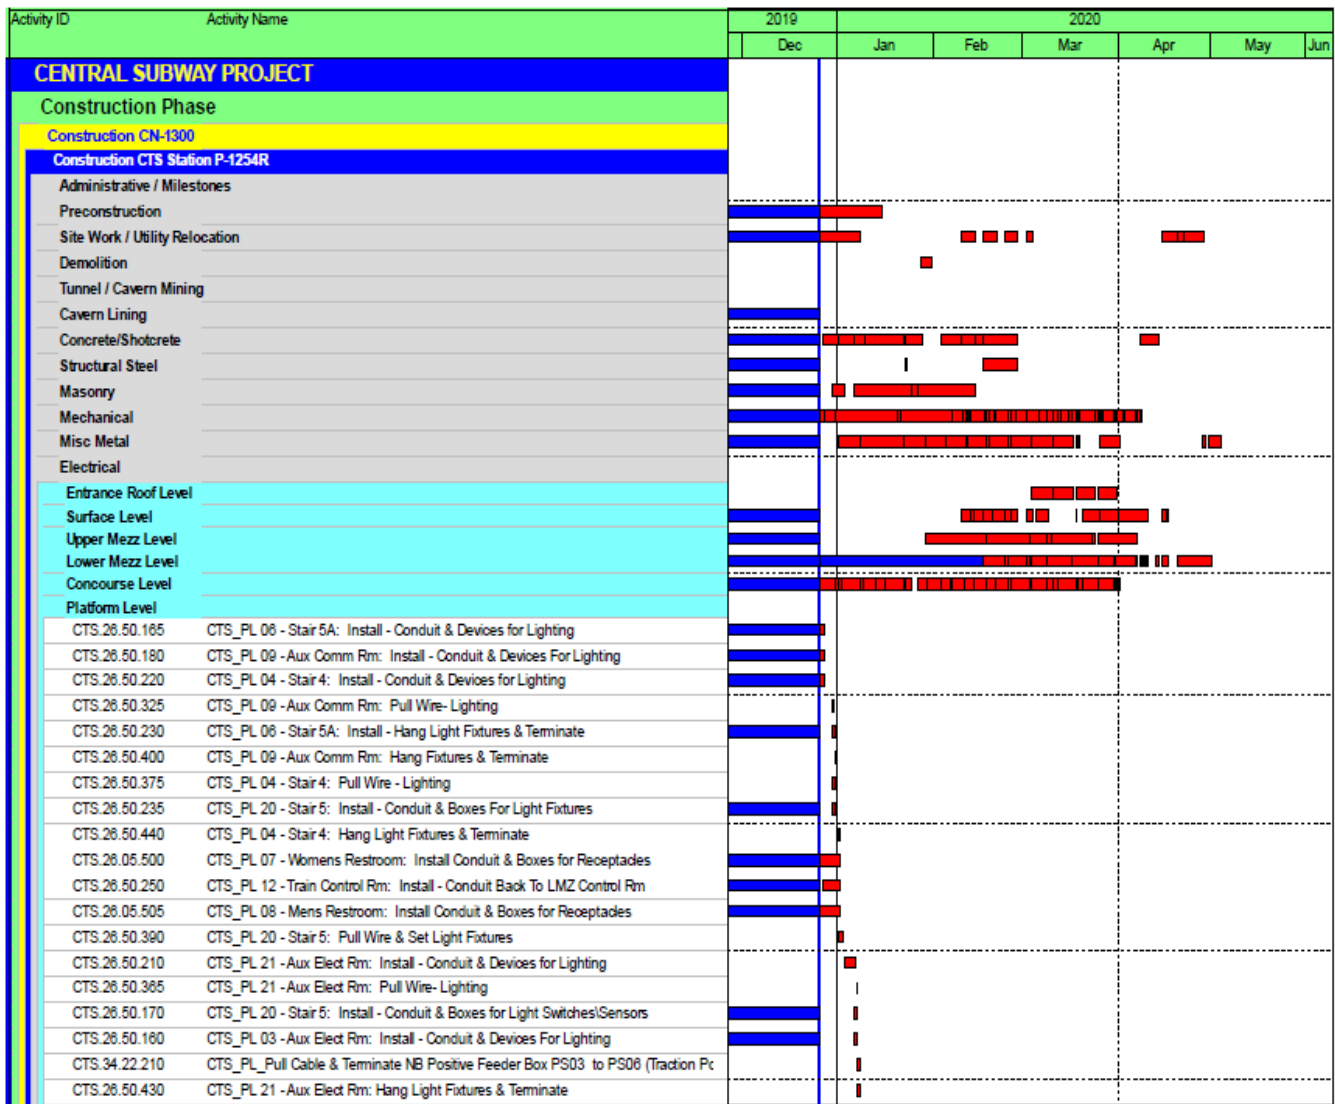 Activity ID Activity Name 2019 2020
Dec Jan Feb Mar Apr May Jun
CENTRAL SUBWAY PROJECT
Construction Phase
Construction CN-1300
Construction CTS Station P-1254R
Administrative / Milestones
Preconstruction
Site Work / Utility Relocation
Demolition
Tunnel / Cavern Mining
Cavern Lining
Concrete/Shotcrete
Structural Steel
Masonry
Mechanical
Misc Metal
Electrical
Entrance Roof Level
Surface Level
Upper Mezz Level
Lower Mezz Level
Concourse Level
Platform Level
CTS.26.50.165 CTS_PL 06 - Stair 5A: Install - Conduit & Devices for Lighting
CTS.26.50.180 CTS_PL 09 - Aux Comm Rm: Install - Conduit & Devices For Lighting
CTS.26.50.220 CTS_PL 04 - Stair 4: Install - Conduit & Devices for Lighting
CTS.26.50.325 CTS_PL 09 - Aux Comm Rm: Pull Wire- Lighting
CTS.26.50.230 CTS_PL 06 - Stair 5A: Install - Hang Light Fixtures & Terminate
CTS.26.50.400 CTS_PL 09 - Aux Comm Rm: Hang Fixtures & Terminate
CTS.26.50.375 CTS_PL 04 - Stair 4: Pull Wire - Lighting
CTS.26.50.235 CTS_PL 20 - Stair 5: Install - Conduit & Boxes For Light Fixtures
CTS.26.50.440 CTS_PL 04 - Stair 4: Hang Light Fixtures & Terminate
CTS.26.05.500 CTS_PL 07 - Womens Restroom: Install Conduit & Boxes for Receptacles
CTS.26.50.250 CTS_PL 12 - Train Control Rm: Install - Conduit Back To LMZ Control Rm
CTS.26.05.505 CTS_PL 08 - Mens Restroom: Install Conduit & Boxes for Receptacles
CTS.26.50.390 CTS_PL 20 - Stair 5: Pull Wire & Set Light Fixtures
CTS.26.50.210 CTS_PL 21 - Aux Elect Rm: Install - Conduit & Devices for Lighting
CTS.26.50.365 CTS_PL 21 - Aux Elect Rm: Pull Wire- Lighting
CTS.26.50.170 CTS_PL 20 - Stair 5: Install - Conduit & Boxes for Light Switches\Sensors
CTS.26.50.160 CTS_PL 03 - Aux Elect Rm: Install - Conduit & Devices For Lighting
CTS.34.22.210 CTS_PL_Pull Cable & Terminate NB Positive Feeder Box PS03 to PS06 (Traction Pc
CTS.26.50.430 CTS_PL 21 - Aux Elect Rm: Hang Light Fixtures & Terminate